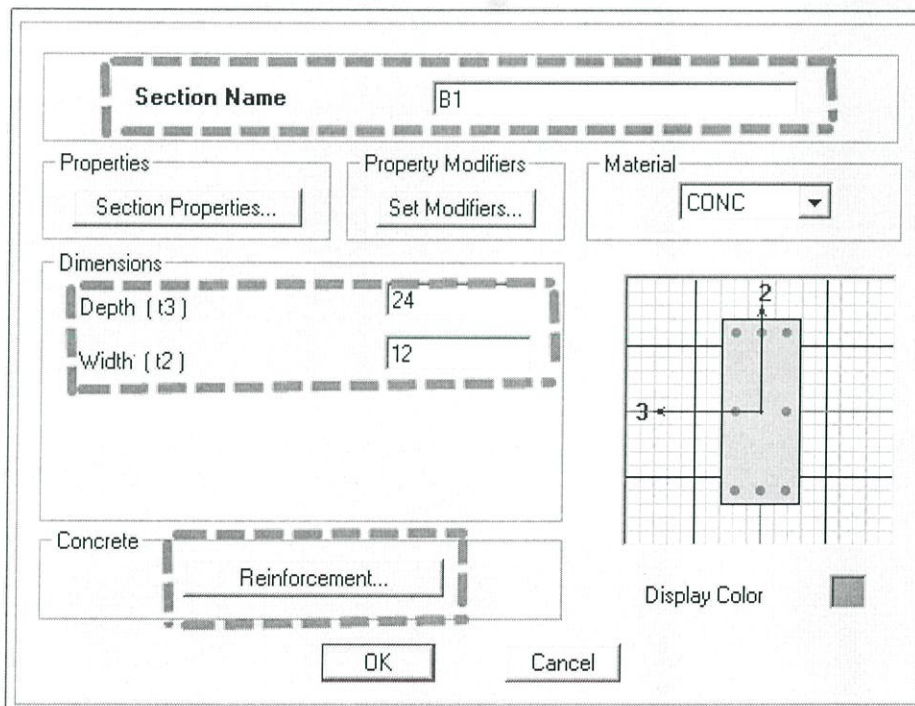 Section Name B1
Properties
Property Modifiers
Material
Section Properties...
Set Modifiers...
CONC
Dimensions
Depth ( t3 ) 24
Width ( t2 ) 12
2
3
Concrete
Reinforcement...
Display Color
OK
Cancel